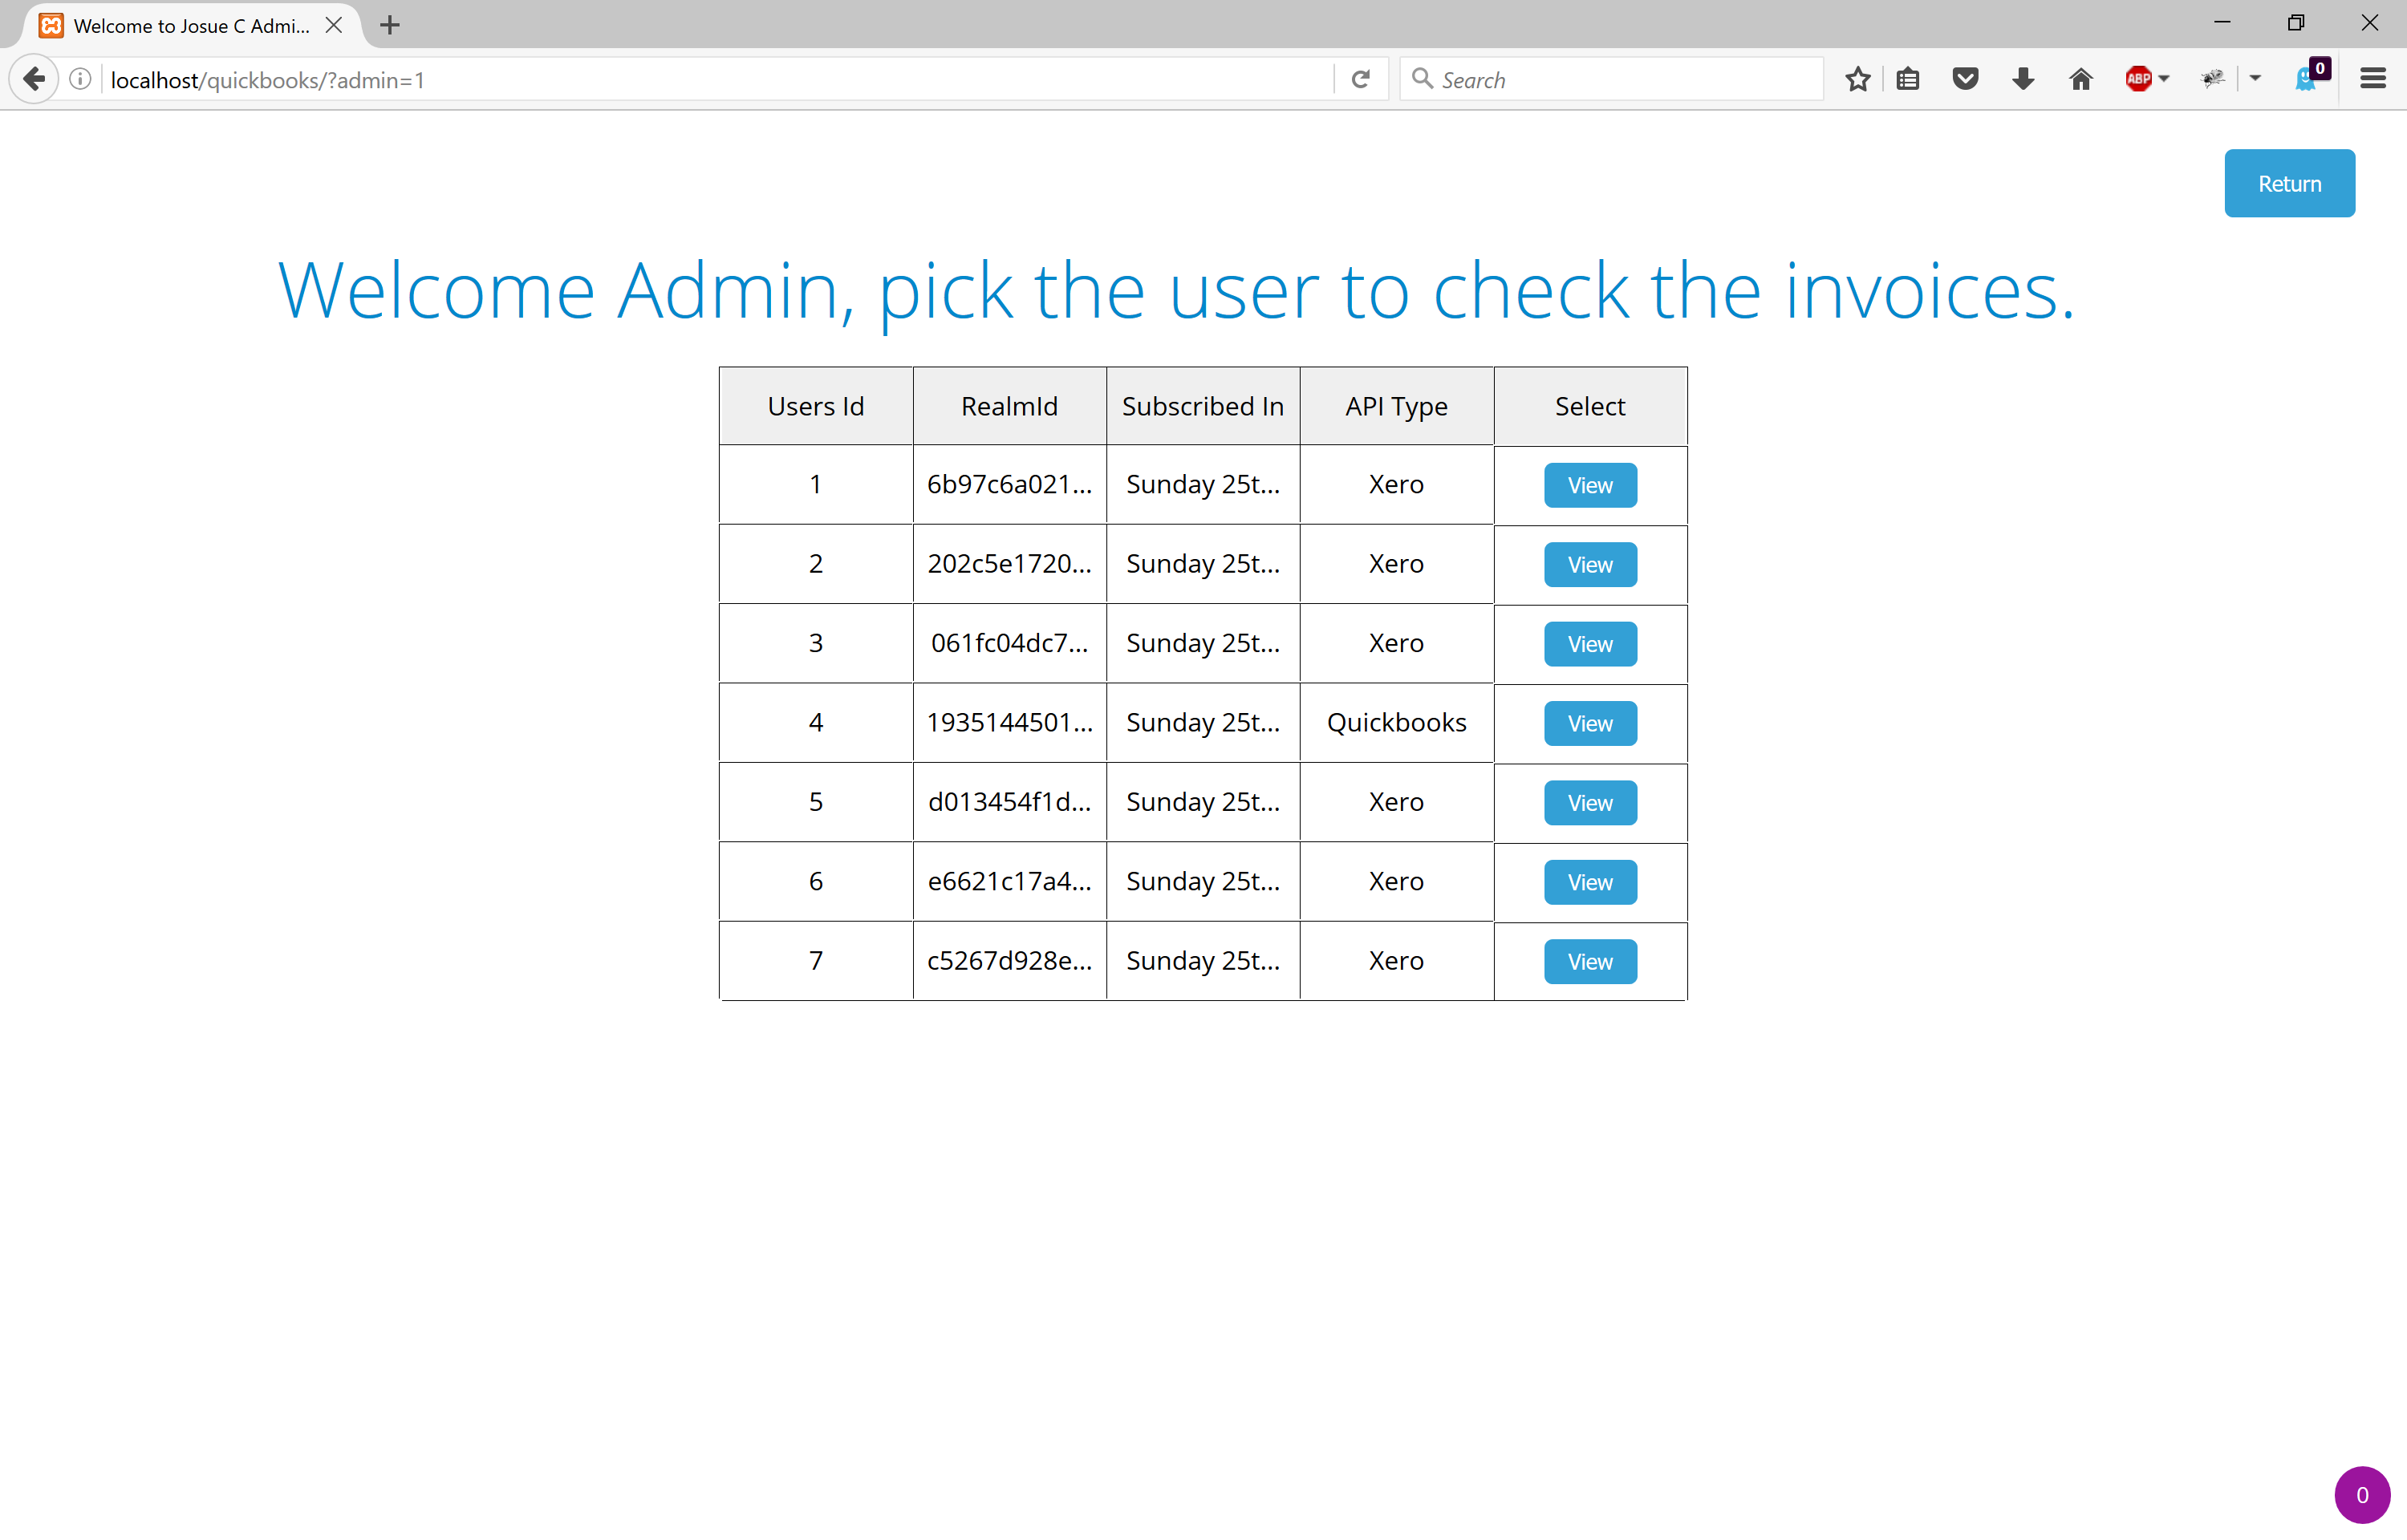 Welcome to Josue C Admi...
localhost/quickbooks/?admin=1
Search
ABP
0
Return
Welcome Admin, pick the user to check the invoices.
Users Id RealmId Subscribed In API Type Select
1 6b97c6a021... Sunday 25t... Xero View
2 202c5e1720... Sunday 25t... Xero View
3 061fc04dc7... Sunday 25t... Xero View
4 1935144501... Sunday 25t... Quickbooks View
5 d013454f1d... Sunday 25t... Xero View
6 e6621c17a4... Sunday 25t... Xero View
7 c5267d928e... Sunday 25t... Xero View
0